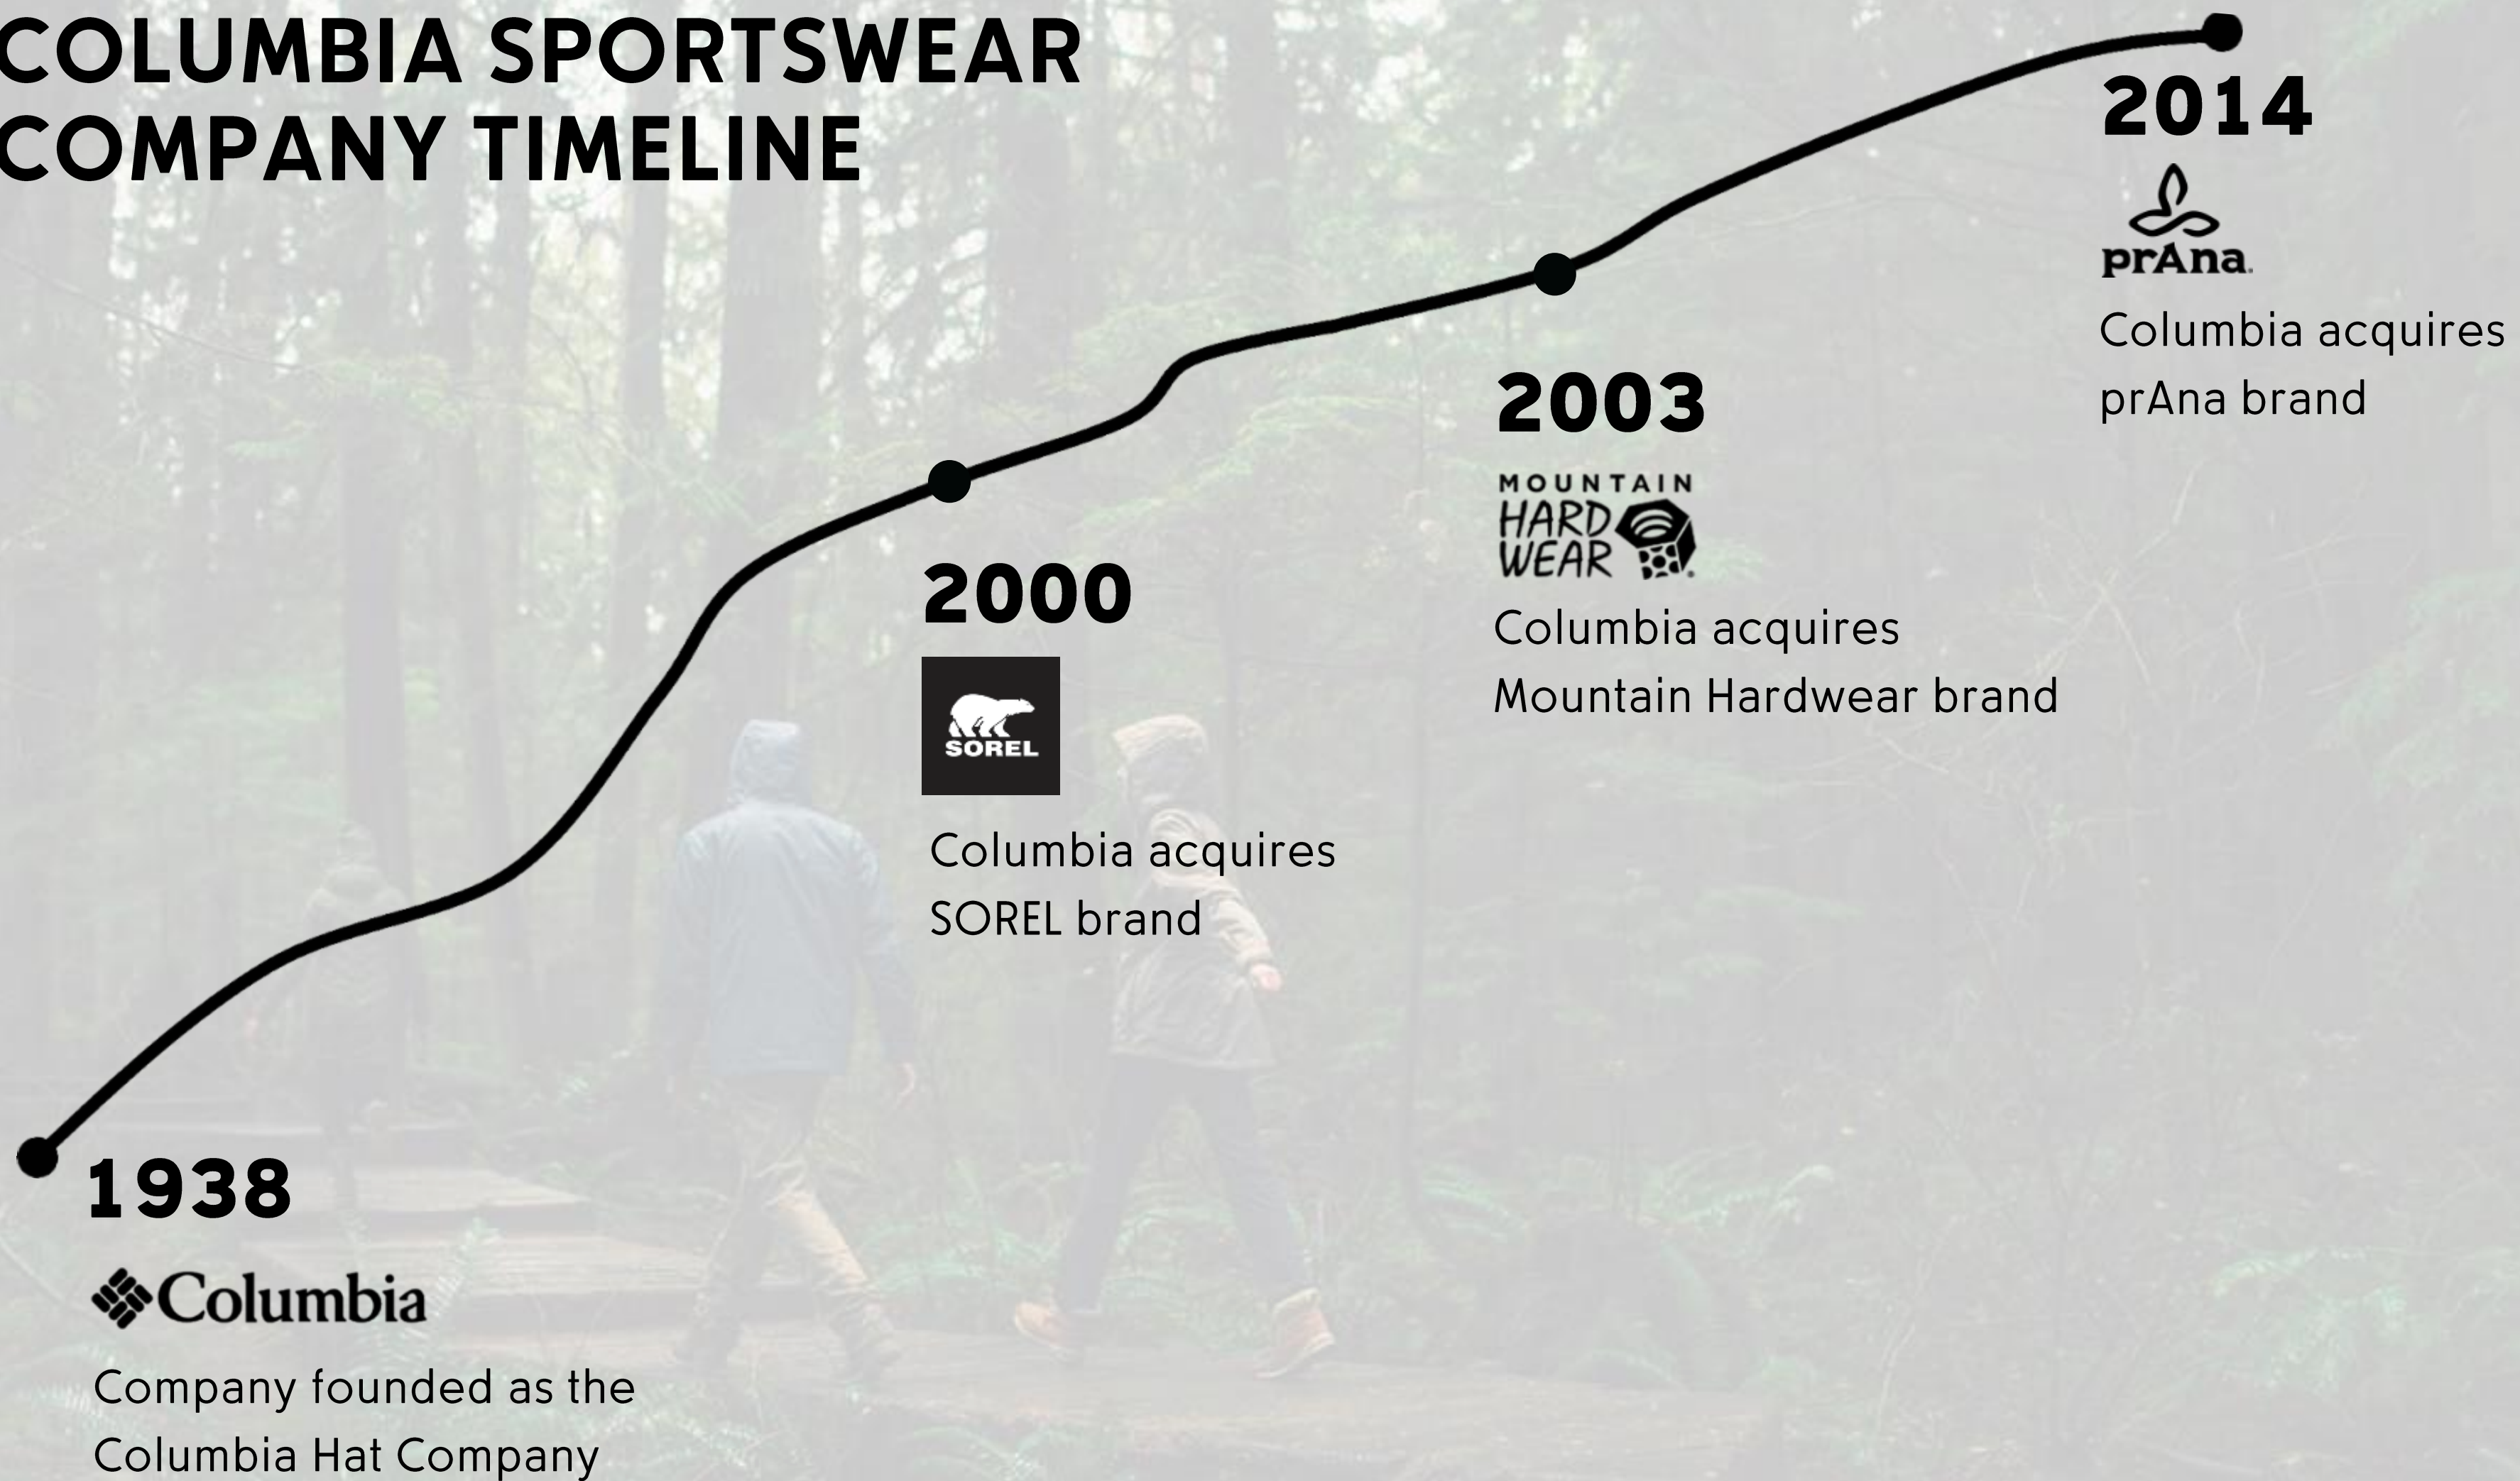 COLUMBIA SPORTSWEAR
COMPANY TIMELINE
2014
prAna
Columbia acquires
prAna brand
2003
MOUNTAIN
HARD
WEAR
Columbia acquires
Mountain Hardwear brand
2000
SOREL
Columbia acquires
SOREL brand
1938
Columbia
Company founded as the
Columbia Hat Company